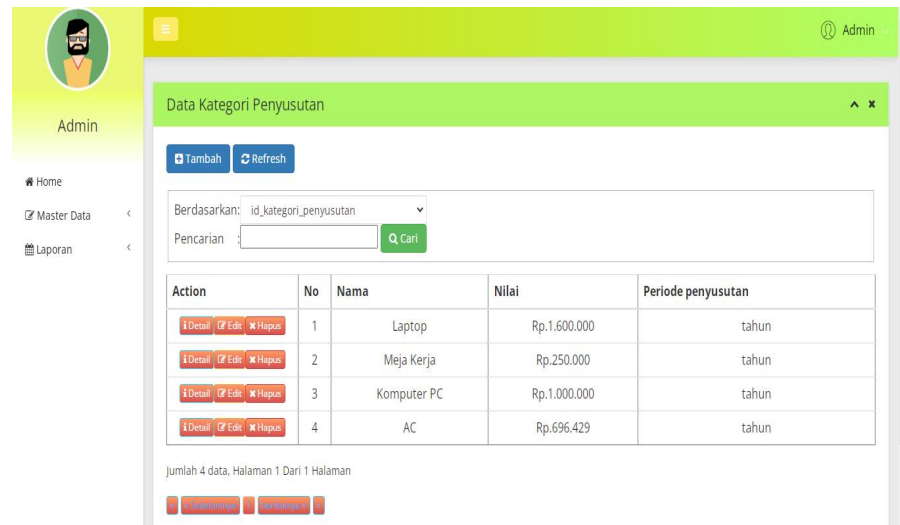 Admin
Admin
Home
Master Data
Laporan
Data Kategori Penyusutan
Tambah Refresh
Berdasarkan: id_kategori_penyusutan
Pencarian : Cari
Action No Nama Nilai Periode penyusutan
Detail Edit Hapus 1 Laptop Rp.1.600.000 tahun
Detail Edit Hapus 2 Meja Kerja Rp.250.000 tahun
Detail Edit Hapus 3 Komputer PC Rp.1.000.000 tahun
Detail Edit Hapus 4 AC Rp.696.429 tahun
Jumlah 4 data, Halaman 1 Dari 1 Halaman